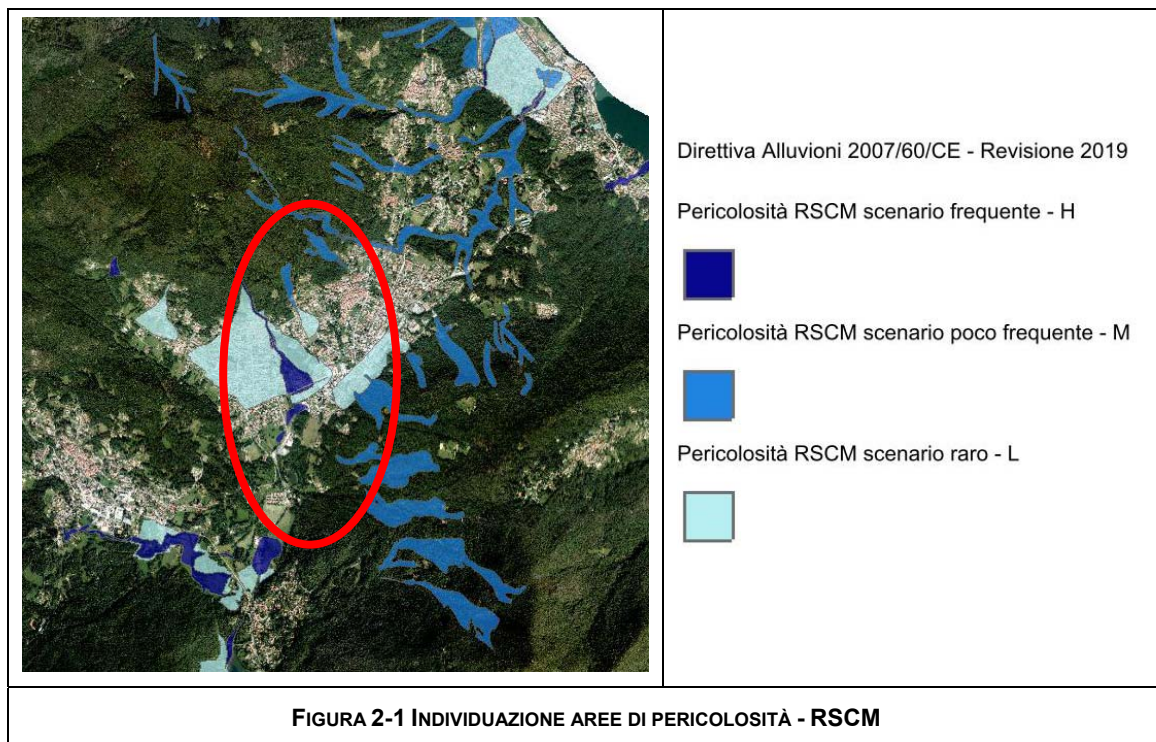 Direttiva Alluvioni 2007/60/CE - Revisione 2019
Pericolosità RSCM scenario frequente - H
Pericolosità RSCM scenario poco frequente - M
Pericolosità RSCM scenario raro - L
FIGURA 2-1 INDIVIDUAZIONE AREE DI PERICOLOSITÀ - RSCM